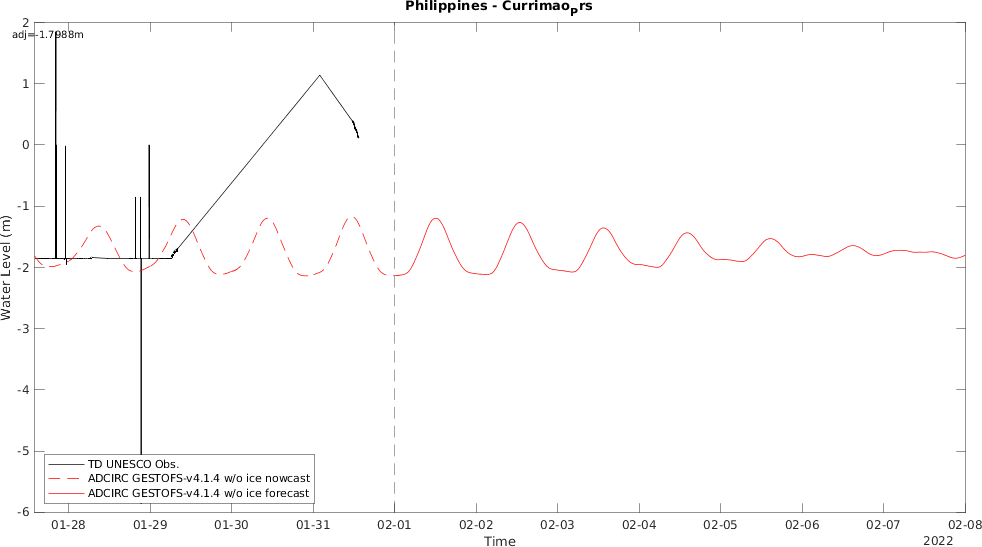 Philippines - Currimaopրs
adj=-1.7988m
2
1
0
-1
-2
-3
-4
-5
-6
Water Level (m)
TD UNESCO Obs.
ADCIRC GESTOFS-v4.1.4 w/o ice nowcast
ADCIRC GESTOFS-v4.1.4 w/o ice forecast
01-28 01-29 01-30 01-31 02-01 02-02 02-03 02-04 02-05 02-06 02-07 02-08
Time
2022